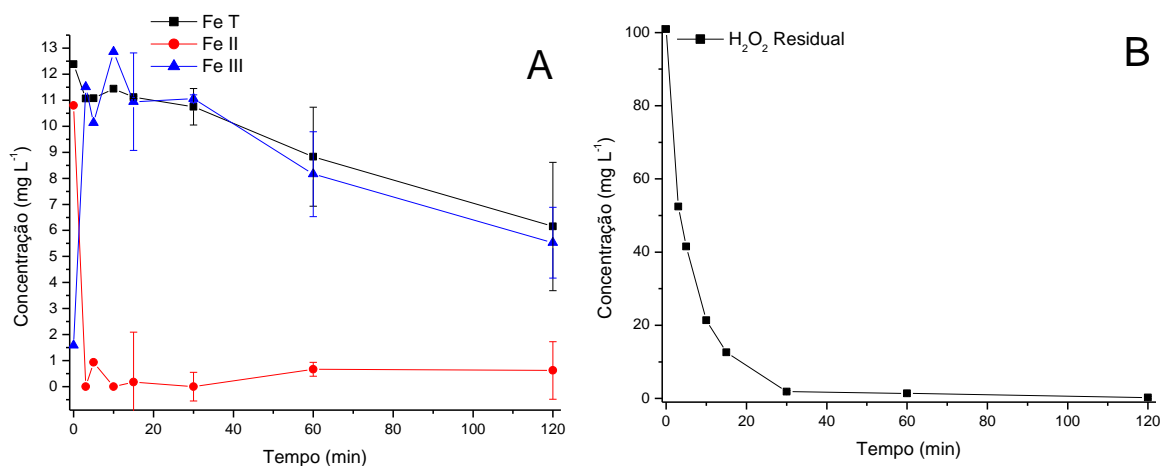 Fe T
Fe II
Fe III
A
13
12
11
10
9
8
7
6
5
4
3
2
1
0
Concentração (mg L⁻¹)
0 20 40 60 80 100 120
Tempo (min)
H₂O₂ Residual
B
100
80
60
40
20
0
Concentração (mg L⁻¹)
0 20 40 60 80 100 120
Tempo (min)